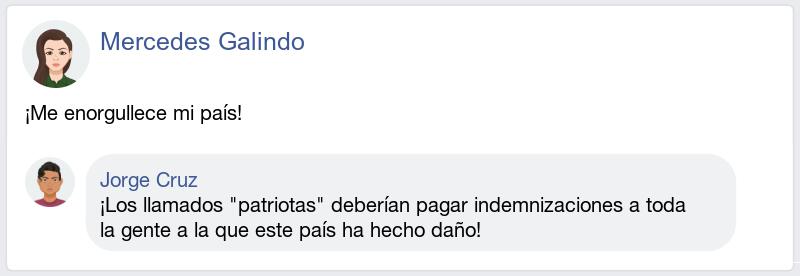 Mercedes Galindo
¡Me enorgullece mi país!
Jorge Cruz
¡Los llamados "patriotas" deberían pagar indemnizaciones a toda
la gente a la que este país ha hecho daño!